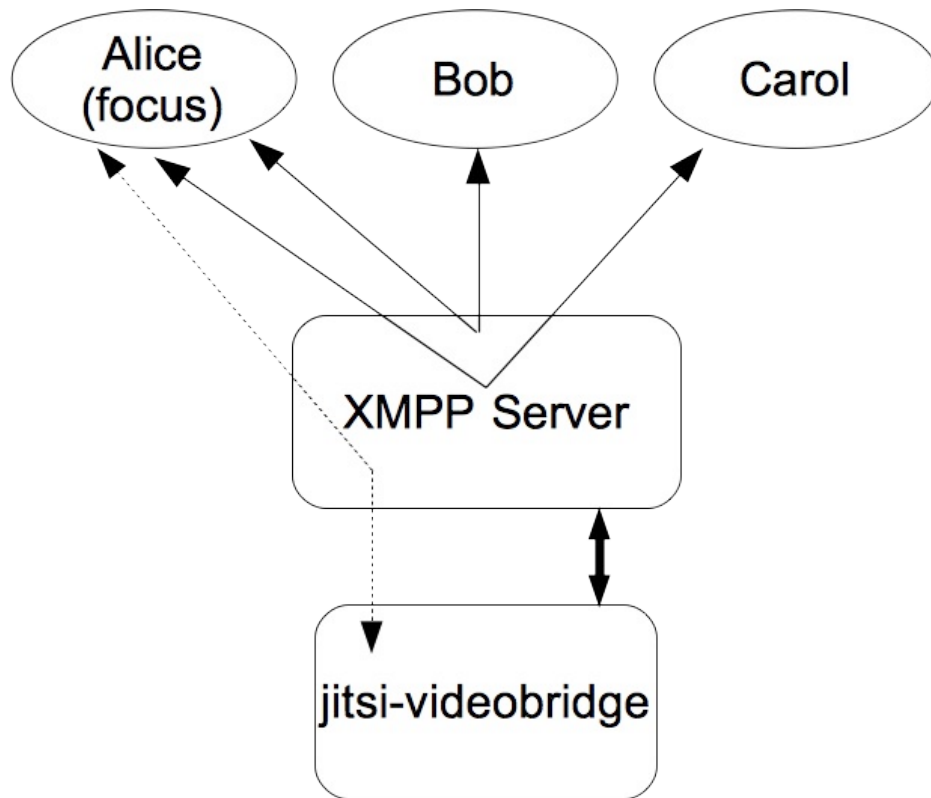 Alice
(focus)
Bob
Carol
XMPP Server
jitsi-videobridge